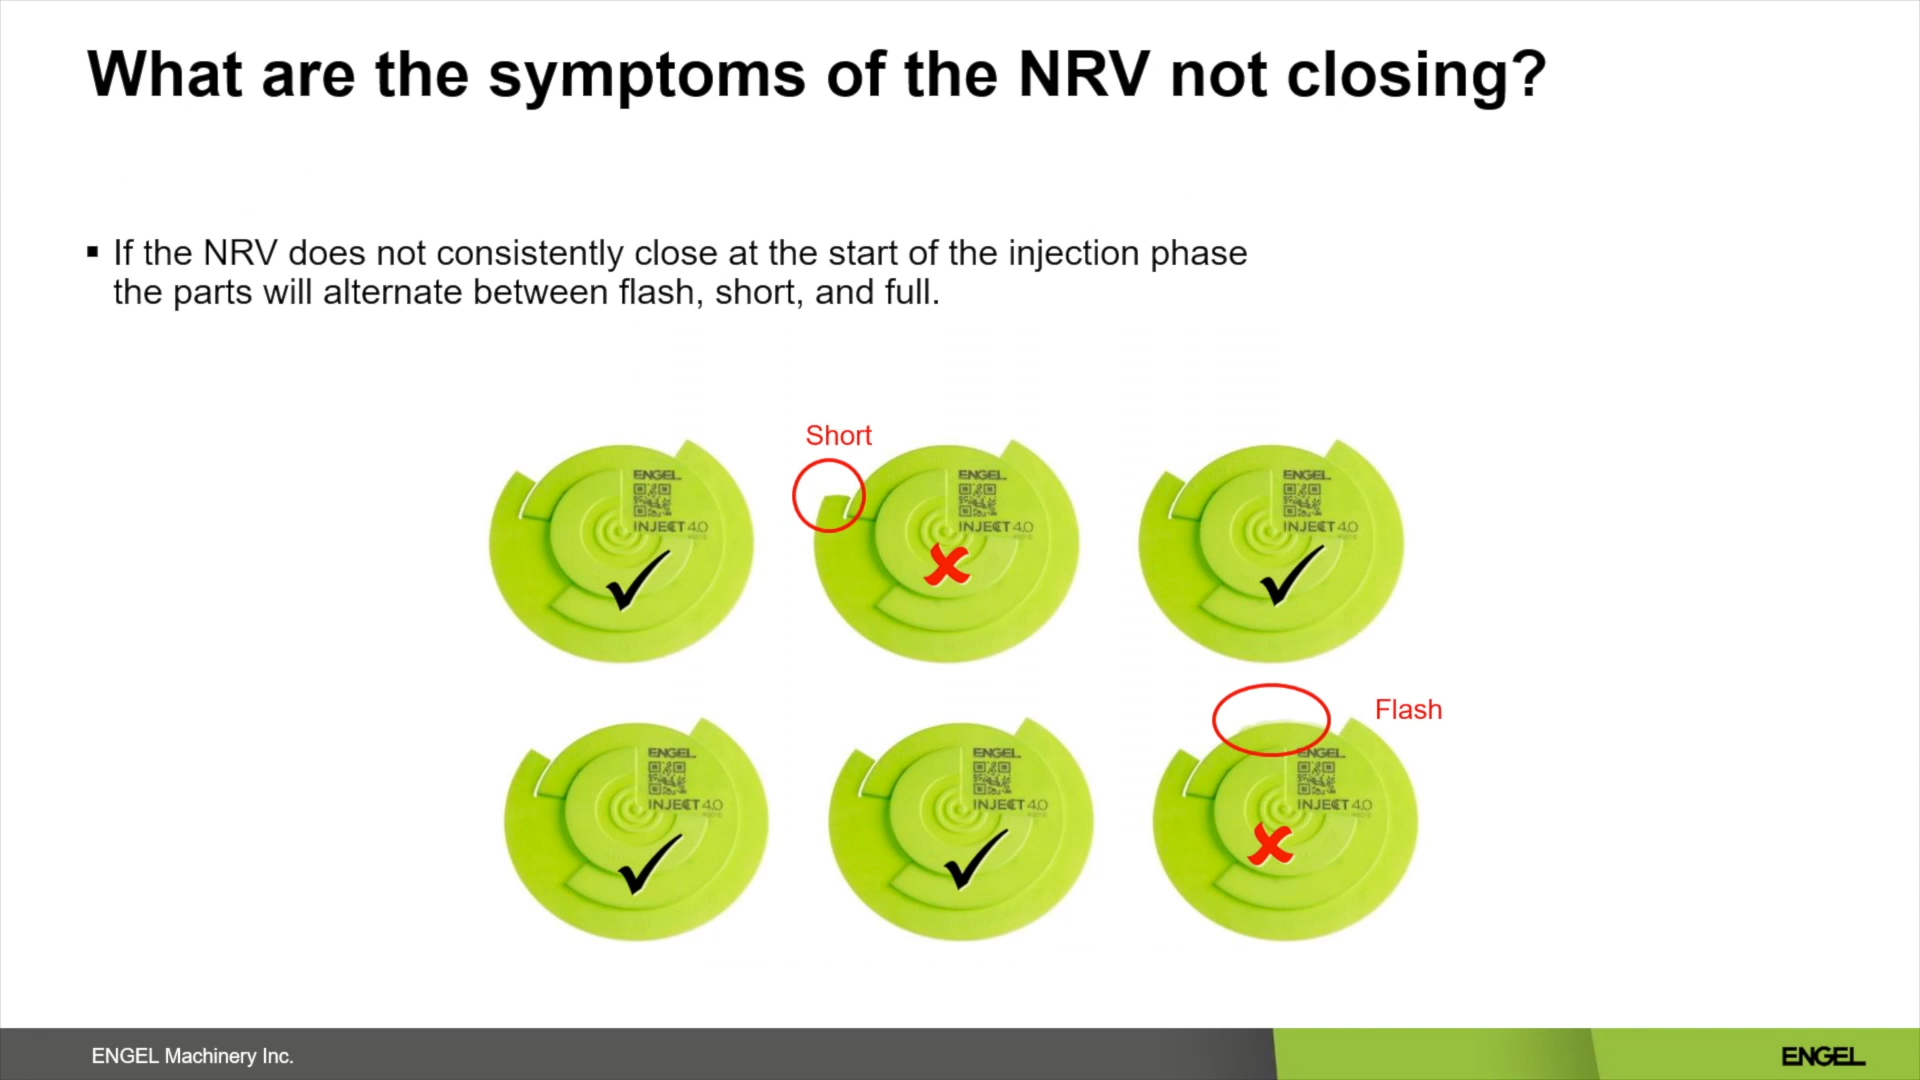 What are the symptoms of the NRV not closing?
▪ If the NRV does not consistently close at the start of the injection phase
the parts will alternate between flash, short, and full.
Short
ENGEL
INJECT 4.0
ENGEL
INJECT 4.0
ENGEL
INJECT 4.0
Flash
ENGEL
INJECT 4.0
ENGEL
INJECT 4.0
ENGEL
INJECT 4.0
ENGEL Machinery Inc.
ENGEL